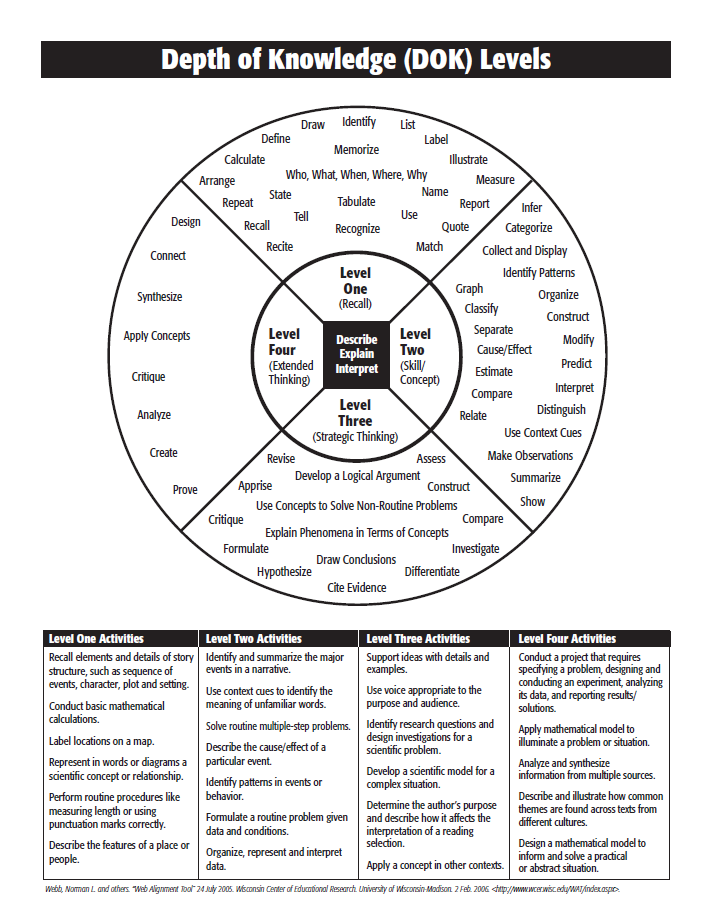 Depth of Knowledge (DOK) Levels
Draw
Identify
List
Define
Label
Memorize
Calculate
Illustrate
Who, What, When, Where, Why
Arrange
Measure
State
Name
Repeat
Tabulate
Report
Tell
Use
Recall
Recognize
Quote
Recite
Match
Level
One
(Recall)
Infer
Categorize
Collect and Display
Identify Patterns
Graph
Organize
Classify
Construct
Separate
Modify
Cause/Effect
Predict
Estimate
Interpret
Compare
Distinguish
Relate
Use Context Cues
Make Observations
Summarize
Show
Level
Two
(Skill/
Concept)
Level
Three
(Strategic Thinking)
Revise
Assess
Develop a Logical Argument
Apprise
Construct
Use Concepts to Solve Non-Routine Problems
Critique
Compare
Explain Phenomena in Terms of Concepts
Formulate
Investigate
Draw Conclusions
Hypothesize
Differentiate
Cite Evidence
Level
Four
(Extended
Thinking)
Design
Connect
Synthesize
Apply Concepts
Critique
Analyze
Create
Prove
Describe
Explain
Interpret
Level One Activities
Recall elements and details of story
structure, such as sequence of
events, character, plot and setting.
Conduct basic mathematical
calculations.
Label locations on a map.
Represent in words or diagrams a
scientific concept or relationship.
Perform routine procedures like
measuring length or using
punctuation marks correctly.
Describe the features of a place or
people.
Level Two Activities
Identify and summarize the major
events in a narrative.
Use context cues to identify the
meaning of unfamiliar words.
Solve routine multiple-step problems.
Describe the cause/effect of a
particular event.
Identify patterns in events or
behavior.
Formulate a routine problem given
data and conditions.
Organize, represent and interpret
data.
Level Three Activities
Support ideas with details and
examples.
Use voice appropriate to the
purpose and audience.
Identify research questions and
design investigations for a
scientific problem.
Develop a scientific model for a
complex situation.
Determine the author's purpose
and describe how it affects the
interpretation of a reading
selection.
Apply a concept in other contexts.
Level Four Activities
Conduct a project that requires
specifying a problem, designing and
conducting an experiment, analyzing
its data, and reporting results/
solutions.
Apply mathematical model to
illuminate a problem or situation.
Analyze and synthesize
information from multiple sources.
Describe and illustrate how common
themes are found across texts from
different cultures.
Design a mathematical model to
inform and solve a practical
or abstract situation.
Webb, Norman L. and others. "Web Alignment Tool" 24 July 2005. Wisconsin Center of Educational Research. University of Wisconsin-Madison. 2 Feb. 2006. <http://www.wcer.wisc.edu/WAT/index.aspx>.